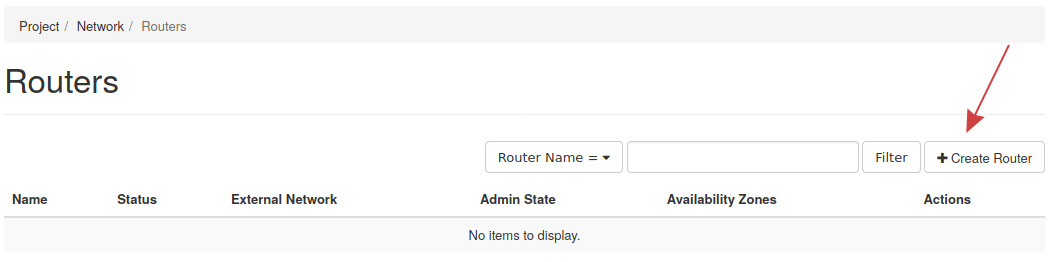 Project / Network / Routers
Routers
Router Name = Filter Create Router
Name Status External Network Admin State Availability Zones Actions
No items to display.